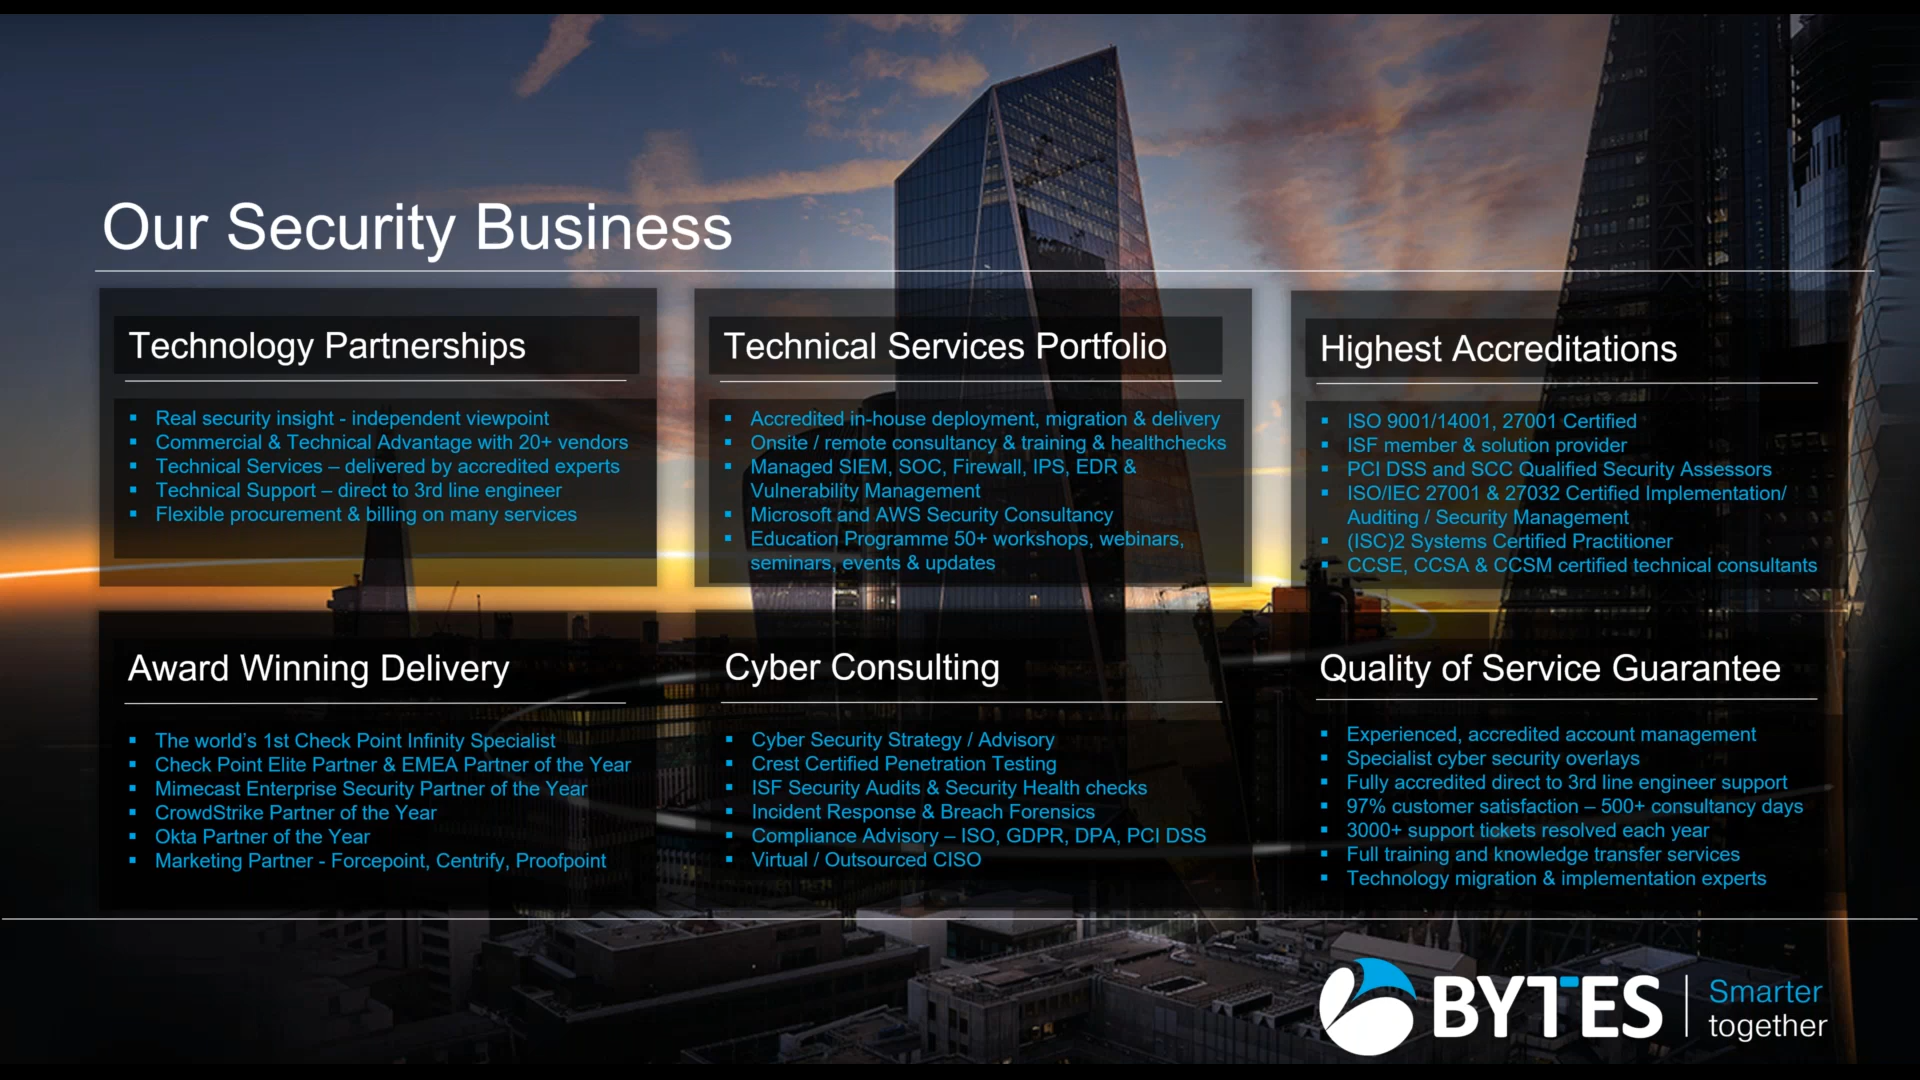 Our Security Business
Technology Partnerships
▪ Real security insight - independent viewpoint
▪ Commercial & Technical Advantage with 20+ vendors
▪ Technical Services – delivered by accredited experts
▪ Technical Support – direct to 3rd line engineer
▪ Flexible procurement & billing on many services
Technical Services Portfolio
▪ Accredited in-house deployment, migration & delivery
▪ Onsite / remote consultancy & training & healthchecks
▪ Managed SIEM, SOC, Firewall, IPS, EDR &
Vulnerability Management
▪ Microsoft and AWS Security Consultancy
▪ Education Programme 50+ workshops, webinars,
seminars, events & updates
Highest Accreditations
▪ ISO 9001/14001, 27001 Certified
▪ ISF member & solution provider
▪ PCI DSS and SCC Qualified Security Assessors
▪ ISO/IEC 27001 & 27032 Certified Implementation/
Auditing / Security Management
▪ (ISC)2 Systems Certified Practitioner
▪ CCSE, CCSA & CCSM certified technical consultants
Award Winning Delivery
▪ The world's 1st Check Point Infinity Specialist
▪ Check Point Elite Partner & EMEA Partner of the Year
▪ Mimecast Enterprise Security Partner of the Year
▪ CrowdStrike Partner of the Year
▪ Okta Partner of the Year
▪ Marketing Partner - Forcepoint, Centrify, Proofpoint
Cyber Consulting
▪ Cyber Security Strategy / Advisory
▪ Crest Certified Penetration Testing
▪ ISF Security Audits & Security Health checks
▪ Incident Response & Breach Forensics
▪ Compliance Advisory – ISO, GDPR, DPA, PCI DSS
▪ Virtual / Outsourced CISO
Quality of Service Guarantee
▪ Experienced, accredited account management
▪ Specialist cyber security overlays
▪ Fully accredited direct to 3rd line engineer support
▪ 97% customer satisfaction – 500+ consultancy days
▪ 3000+ support tickets resolved each year
▪ Full training and knowledge transfer services
▪ Technology migration & implementation experts
BYTES
Smarter
together